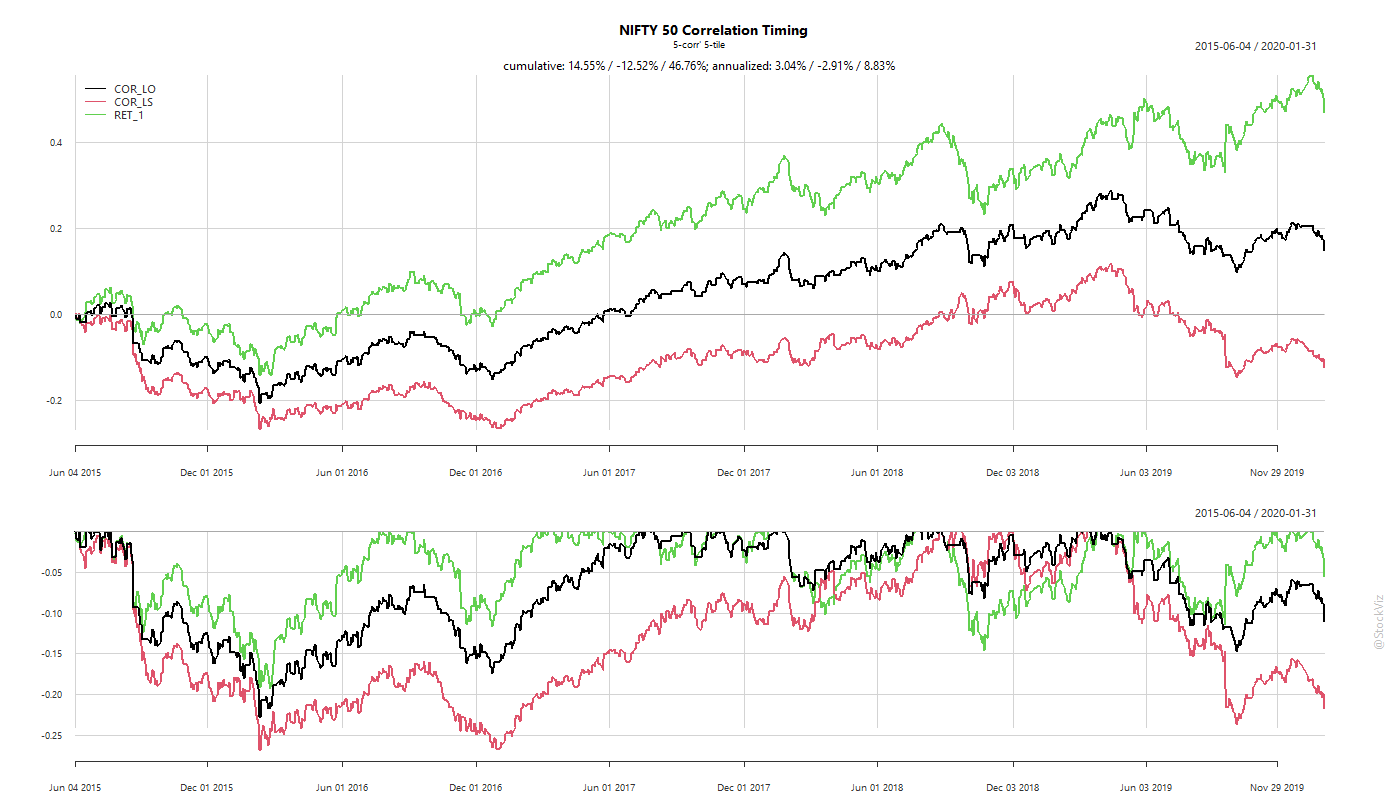 NIFTY 50 Correlation Timing
5-corr' 5-tile
2015-06-04 / 2020-01-31
cumulative: 14.55% / -12.52% / 46.76%; annualized: 3.04% / -2.91% / 8.83%
COR_LO
COR_LS
RET_1
0.4
0.2
0.0
-0.2
Jun 04 2015 Dec 01 2015 Jun 01 2016 Dec 01 2016 Jun 01 2017 Dec 01 2017 Jun 01 2018 Dec 03 2018 Jun 03 2019 Nov 29 2019
2015-06-04 / 2020-01-31
-0.05
-0.10
-0.15
-0.20
-0.25
Jun 04 2015 Dec 01 2015 Jun 01 2016 Dec 01 2016 Jun 01 2017 Dec 01 2017 Jun 01 2018 Dec 03 2018 Jun 03 2019 Nov 29 2019
@StockViz